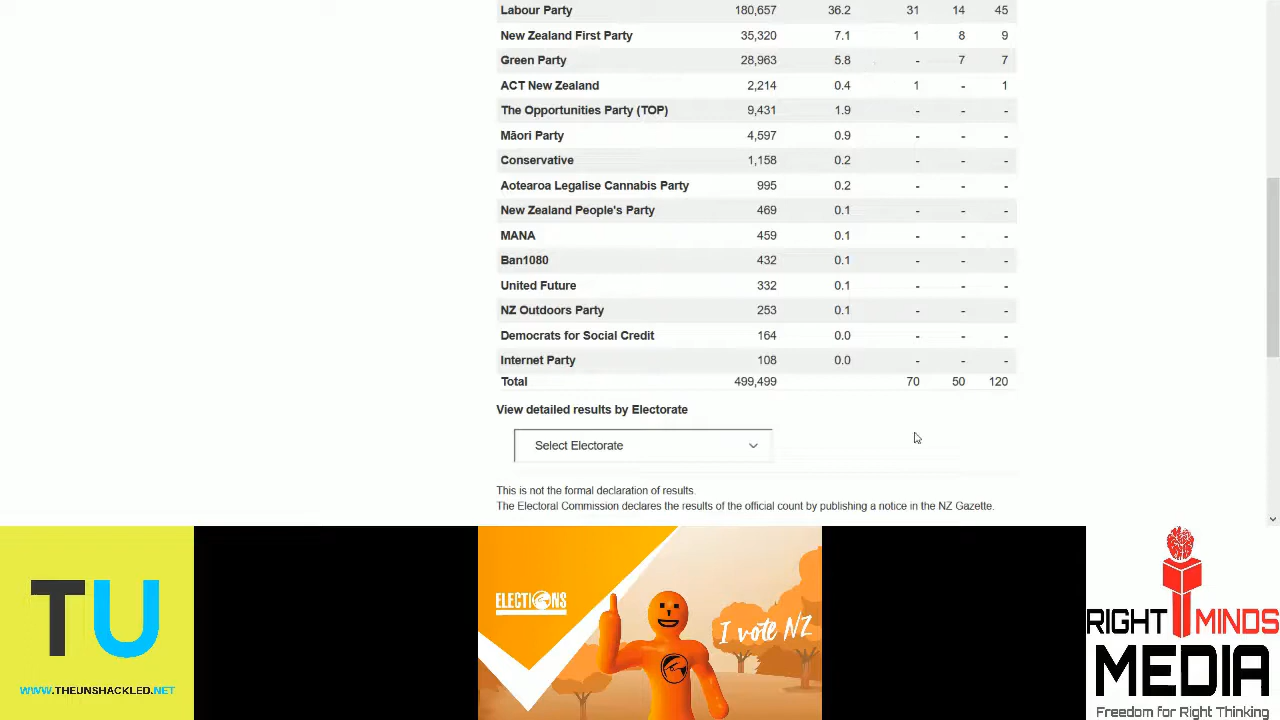 Labour Party 180,657 36.2 31 14 45
New Zealand First Party 35,320 7.1 1 8 9
Green Party 28,963 5.8 - 7 7
ACT New Zealand 2,214 0.4 1 - 1
The Opportunities Party (TOP) 9,431 1.9 - - -
Māori Party 4,597 0.9 - - -
Conservative 1,158 0.2 - - -
Aotearoa Legalise Cannabis Party 995 0.2 - - -
New Zealand People's Party 469 0.1 - - -
MANA 459 0.1 - - -
Ban1080 432 0.1 - - -
United Future 332 0.1 - - -
NZ Outdoors Party 253 0.1 - - -
Democrats for Social Credit 164 0.0 - - -
Internet Party 108 0.0 - - -
Total 499,499 70 50 120
View detailed results by Electorate
Select Electorate
This is not the formal declaration of results.
The Electoral Commission declares the results of the official count by publishing a notice in the NZ Gazette.
TU
WWW.THEUNSHACKLED.NET
ELECTIONS
I vote NZ
RIGHT MINDS
MEDIA
Freedom for Right Thinking